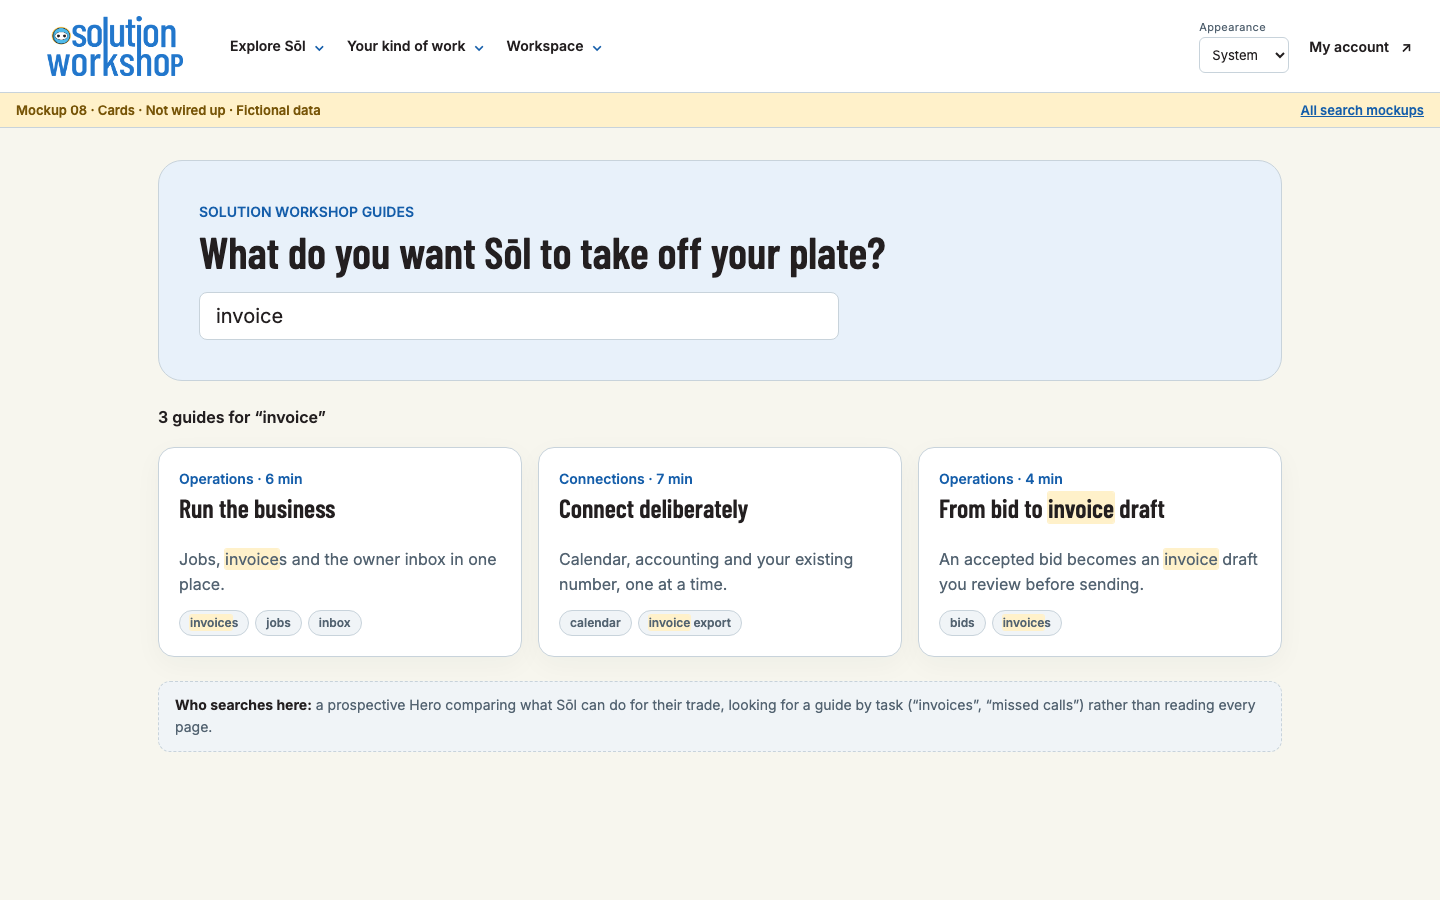 solution
workshop
Explore Sōl
Your kind of work
Workspace
Appearance
System
My account
Mockup 08 · Cards · Not wired up · Fictional data
All search mockups
SOLUTION WORKSHOP GUIDES
What do you want Sōl to take off your plate?
invoice
3 guides for “invoice”
Operations · 6 min
Run the business
Jobs, invoices and the owner inbox in one
place.
invoices
jobs
inbox
Connections · 7 min
Connect deliberately
Calendar, accounting and your existing
number, one at a time.
calendar
invoice export
Operations · 4 min
From bid to invoice draft
An accepted bid becomes an invoice draft
you review before sending.
bids
invoices
Who searches here: a prospective Hero comparing what Sōl can do for their trade, looking for a guide by task (“invoices”, “missed calls”) rather than reading every
page.